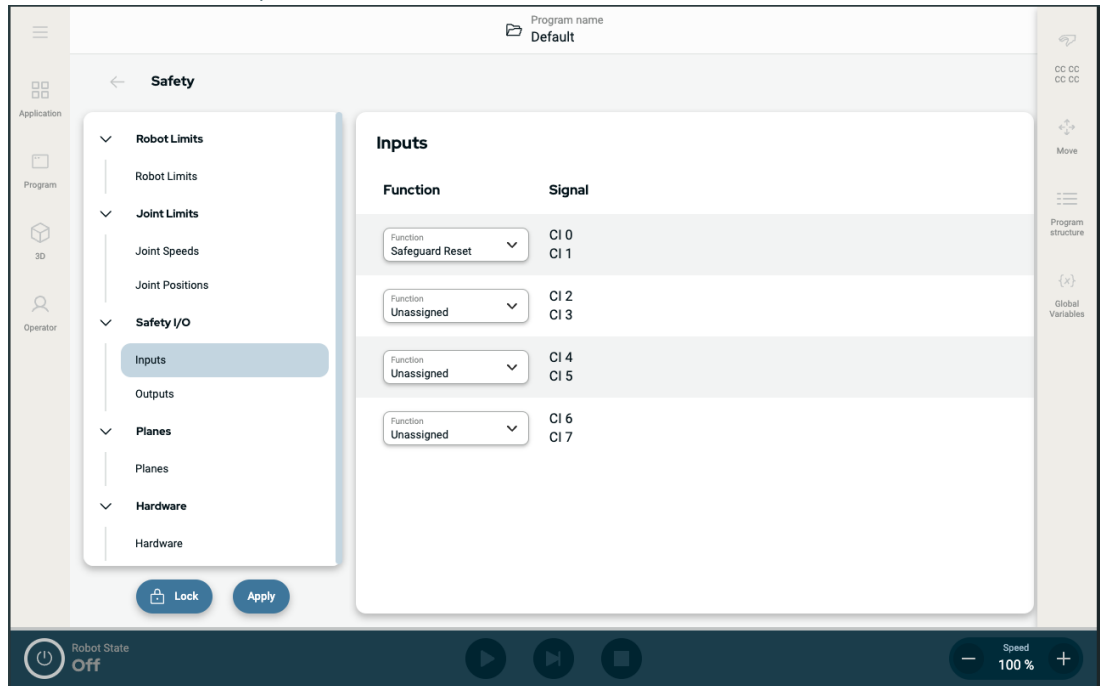 Program name
Default
Application
Program
3D
Operator
Safety
Robot Limits
Robot Limits
Joint Limits
Joint Speeds
Joint Positions
Safety I/O
Inputs
Outputs
Planes
Planes
Hardware
Hardware
Lock
Apply
Inputs
Function Signal
Function
Safeguard Reset
CI 0
CI 1
Function
Unassigned
CI 2
CI 3
Function
Unassigned
CI 4
CI 5
Function
Unassigned
CI 6
CI 7
CC CC
CC CC
Move
Program
structure
{x}
Global
Variables
Robot State
Off
Speed
100 %